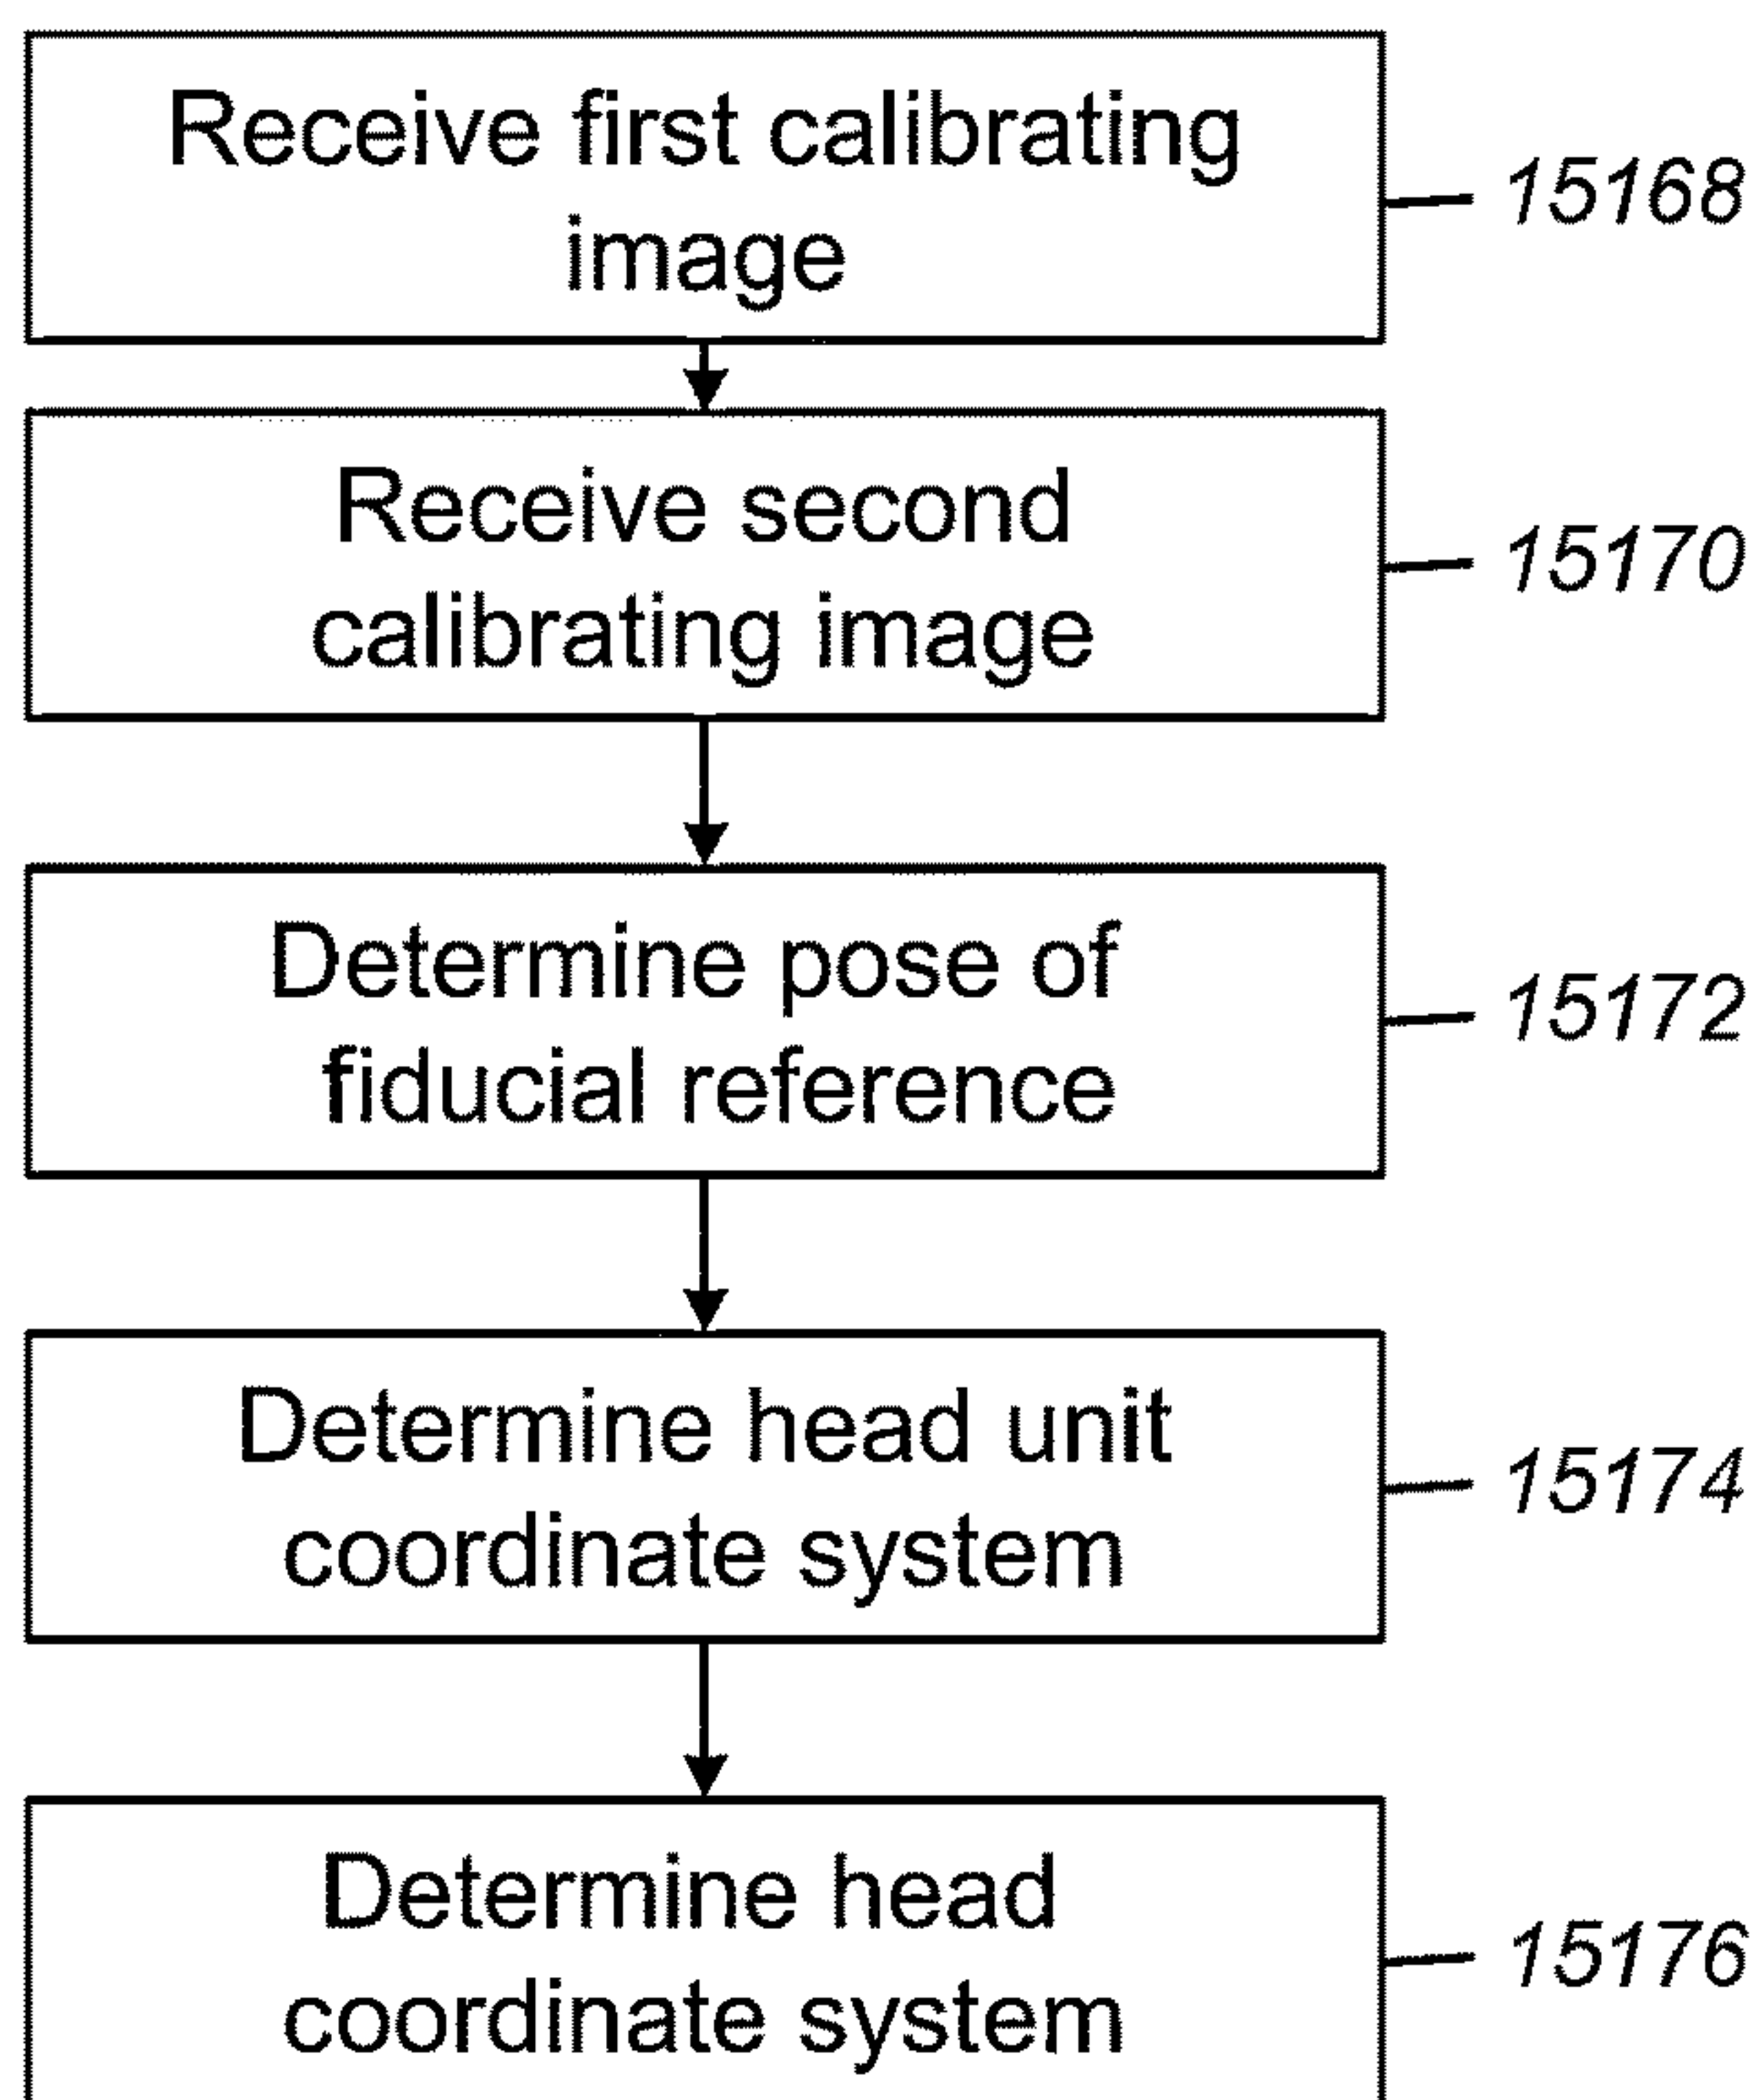 Receive first calibrating
image
15168
Receive second
calibrating image
15170
Determine pose of
fiducial reference
15172
Determine head unit
coordinate system
15174
Determine head
coordinate system
15176